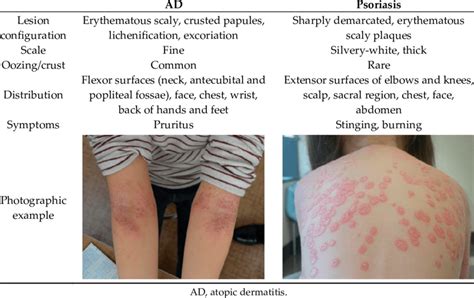 AD Psoriasis
Lesion configuration Erythematous scaly, crusted papules, lichenification, excoriation Sharply demarcated, erythematous scaly plaques
Scale Fine Silvery-white, thick
Oozing/crust Common Rare
Distribution Flexor surfaces (neck, antecubital and popliteal fossae), face, chest, wrist, back of hands and feet Extensor surfaces of elbows and knees, scalp, sacral region, chest, face, abdomen
Symptoms Pruritus Stinging, burning
Photographic example
AD, atopic dermatitis.